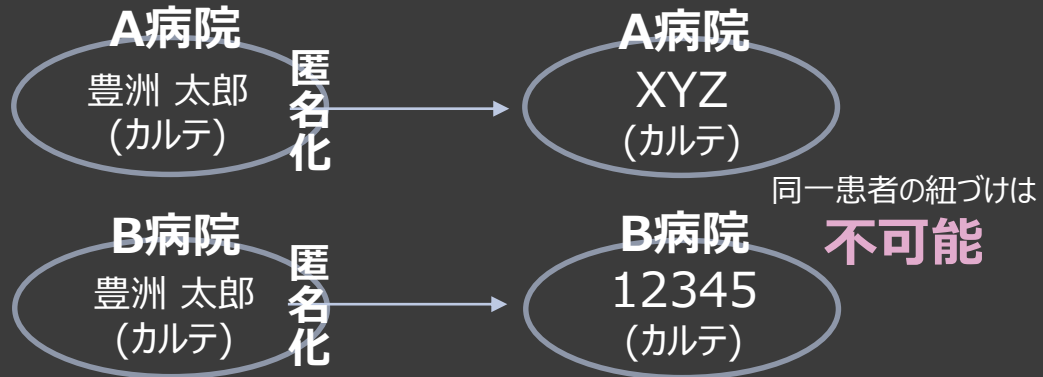 A病院
豊洲 太郎
(カルテ)
匿名化
A病院
XYZ
(カルテ)
同一患者の紐づけは
不可能
B病院
豊洲 太郎
(カルテ)
匿名化
B病院
12345
(カルテ)